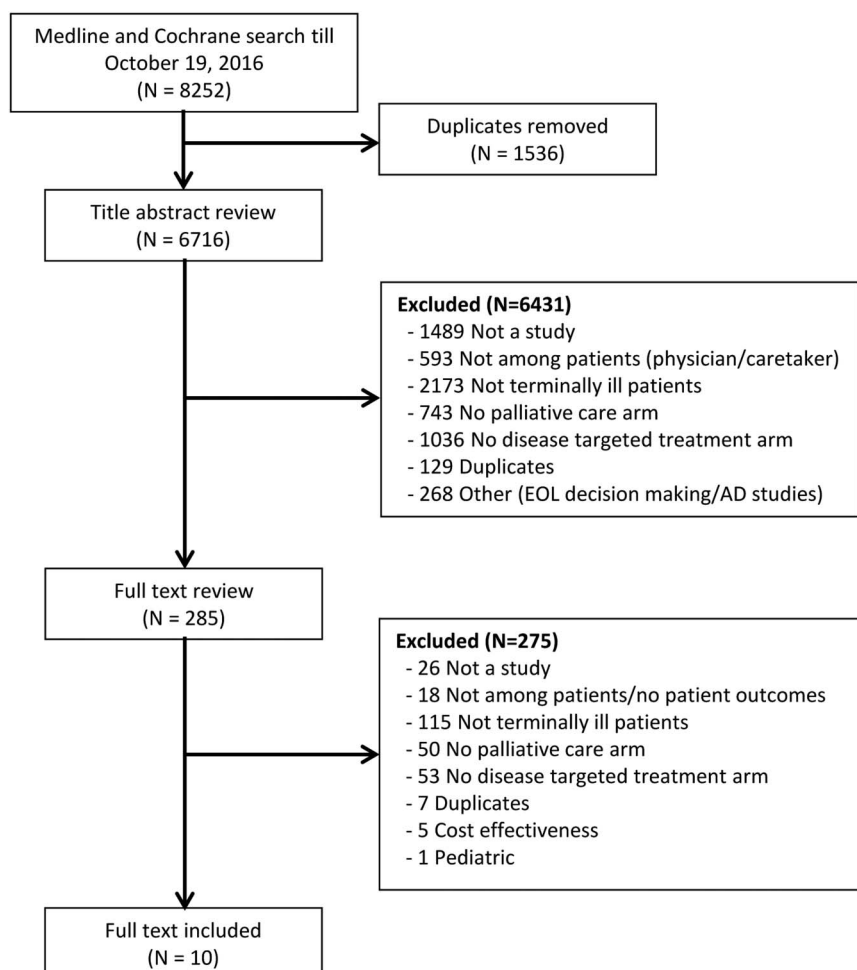 Medline and Cochrane search till
October 19, 2016
(N = 8252)
Duplicates removed
(N = 1536)
Title abstract review
(N = 6716)
Excluded (N=6431)
- 1489 Not a study
- 593 Not among patients (physician/caretaker)
- 2173 Not terminally ill patients
- 743 No palliative care arm
- 1036 No disease targeted treatment arm
- 129 Duplicates
- 268 Other (EOL decision making/AD studies)
Full text review
(N = 285)
Excluded (N=275)
- 26 Not a study
- 18 Not among patients/no patient outcomes
- 115 Not terminally ill patients
- 50 No palliative care arm
- 53 No disease targeted treatment arm
- 7 Duplicates
- 5 Cost effectiveness
- 1 Pediatric
Full text included
(N = 10)